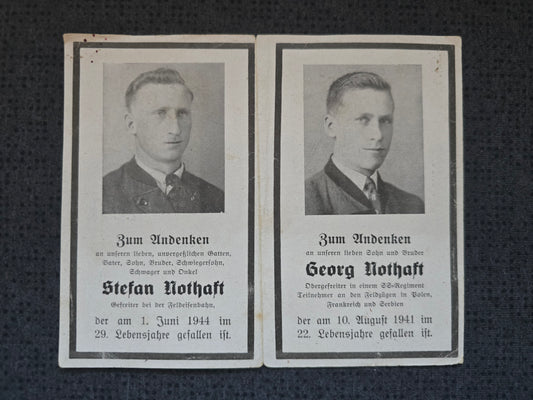 Zum Andenken
an unseren lieben, unvergeßlichen Gatten,
Vater, Sohn, Bruder, Schwiegersohn,
Schwager und Onkel
Stefan Nothaft
Gefreiter bei der Feldeisenbahn,
der am 1. Juni 1944 im
29. Lebensjahre gefallen ist.
Zum Andenken
an unseren lieben Sohn und Bruder
Georg Nothaft
Obergefreiter in einem SS-Regiment
Teilnehmer an den Feldzügen in Polen,
Frankreich und Serbien
der am 10. August 1941 im
22. Lebensjahre gefallen ist.